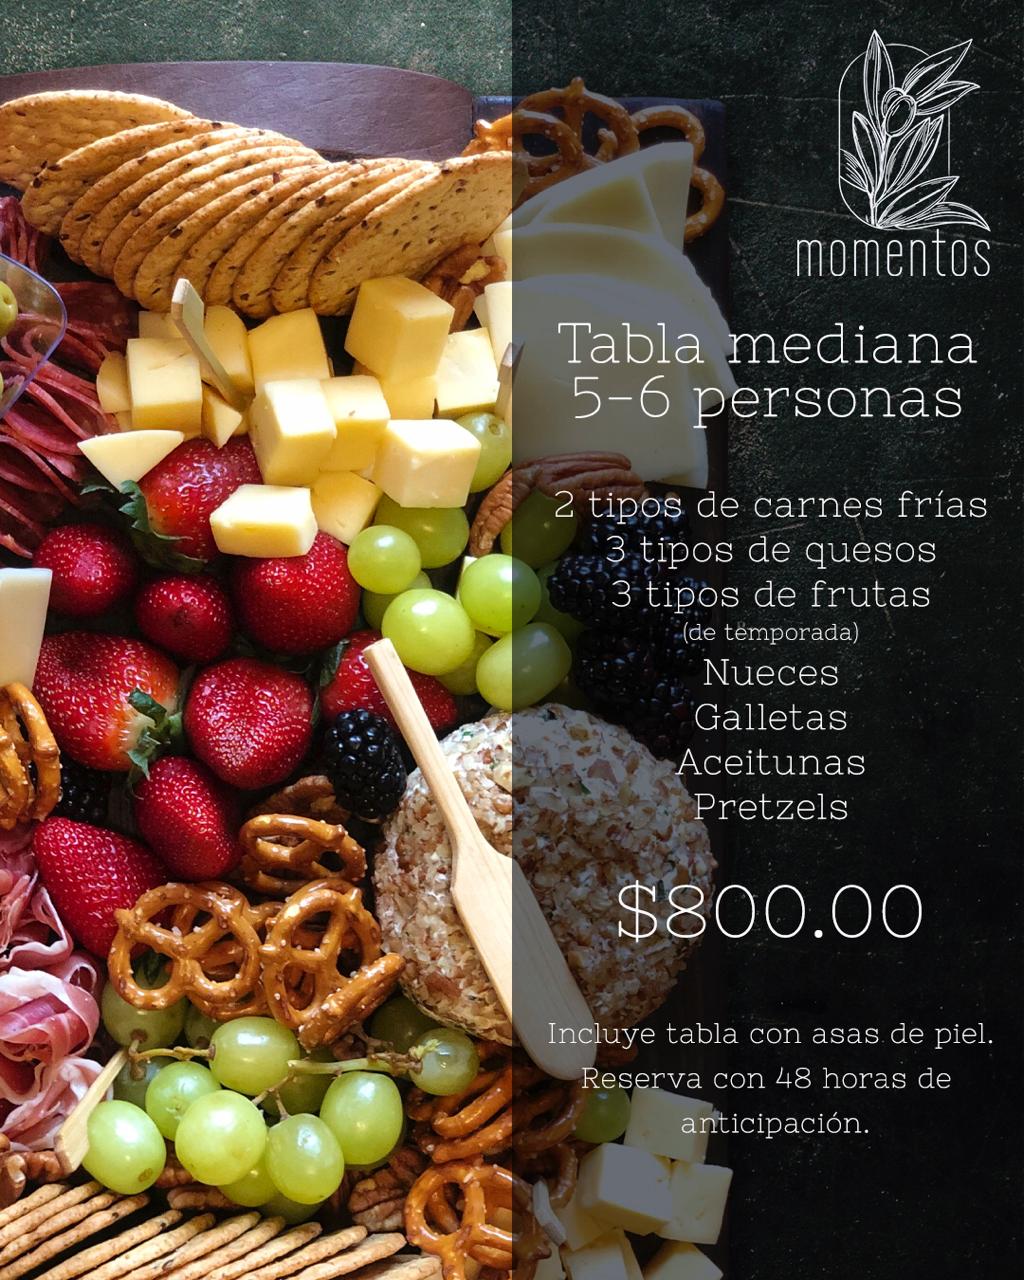 momentos
Tabla mediana
5-6 personas
2 tipos de carnes frías
3 tipos de quesos
3 tipos de frutas
(de temporada)
Nueces
Galletas
Aceitunas
Pretzels
$800.00
Incluye tabla con asas de piel.
Reserva con 48 horas de
anticipación.